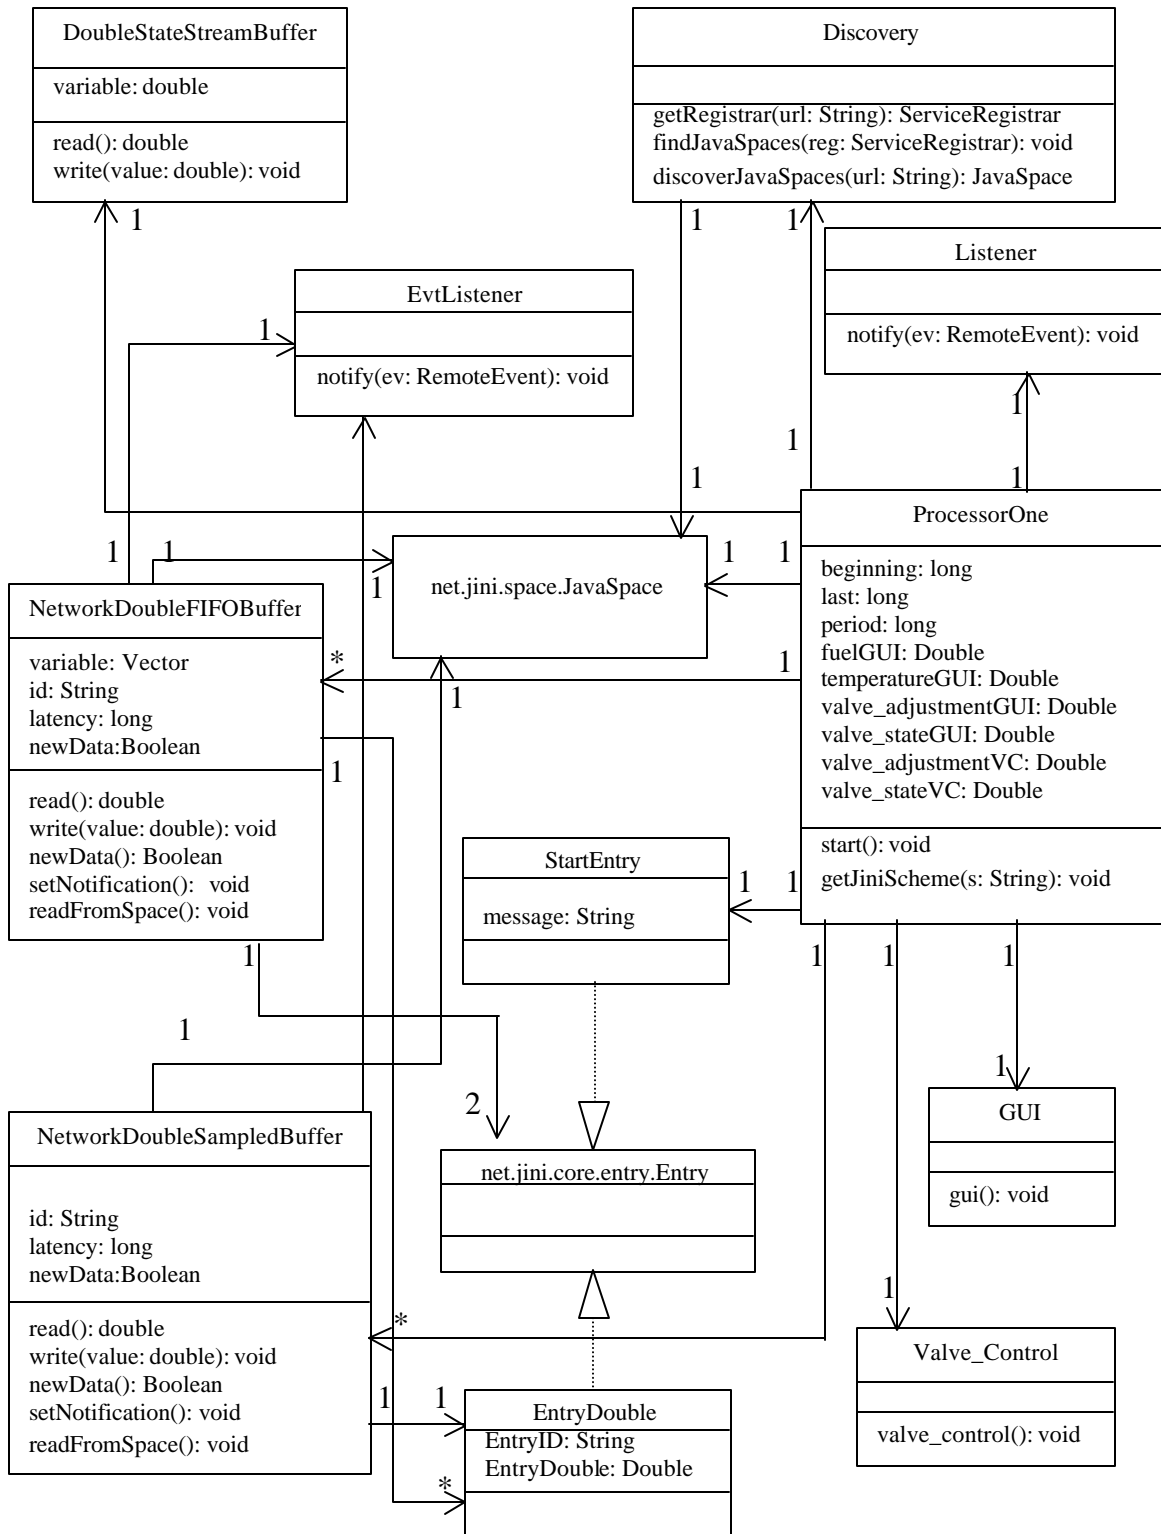 DoubleStateStreamBuffer
variable: double
read(): double
write(value: double): void
1
Discovery
getRegistrar(url: String): ServiceRegistrar
findJavaSpaces(reg: ServiceRegistrar): void
discoverJavaSpaces(url: String): JavaSpace
1
1
Listener
notify(ev: RemoteEvent): void
1
1
EvtListener
notify(ev: RemoteEvent): void
1
1
1
ProcessorOne
beginning: long
last: long
period: long
fuelGUI: Double
temperatureGUI: Double
valve_adjustmentGUI: Double
valve_stateGUI: Double
valve_adjustmentVC: Double
valve_stateVC: Double
start(): void
getJiniScheme(s: String): void
net.jini.space.JavaSpace
1
1
1
1
1
1
1
NetworkDoubleFIFOBuffer
variable: Vector
id: String
latency: long
newData:Boolean
read(): double
write(value: double): void
newData(): Boolean
setNotification(): void
readFromSpace(): void
*
1
1
StartEntry
message: String
1
1
1
1
1
1
1
2
net.jini.core.entry.Entry
1
GUI
gui(): void
NetworkDoubleSampledBuffer
id: String
latency: long
newData:Boolean
read(): double
write(value: double): void
newData(): Boolean
setNotification(): void
readFromSpace(): void
*
1
1
*
EntryDouble
EntryID: String
EntryDouble: Double
1
Valve_Control
valve_control(): void